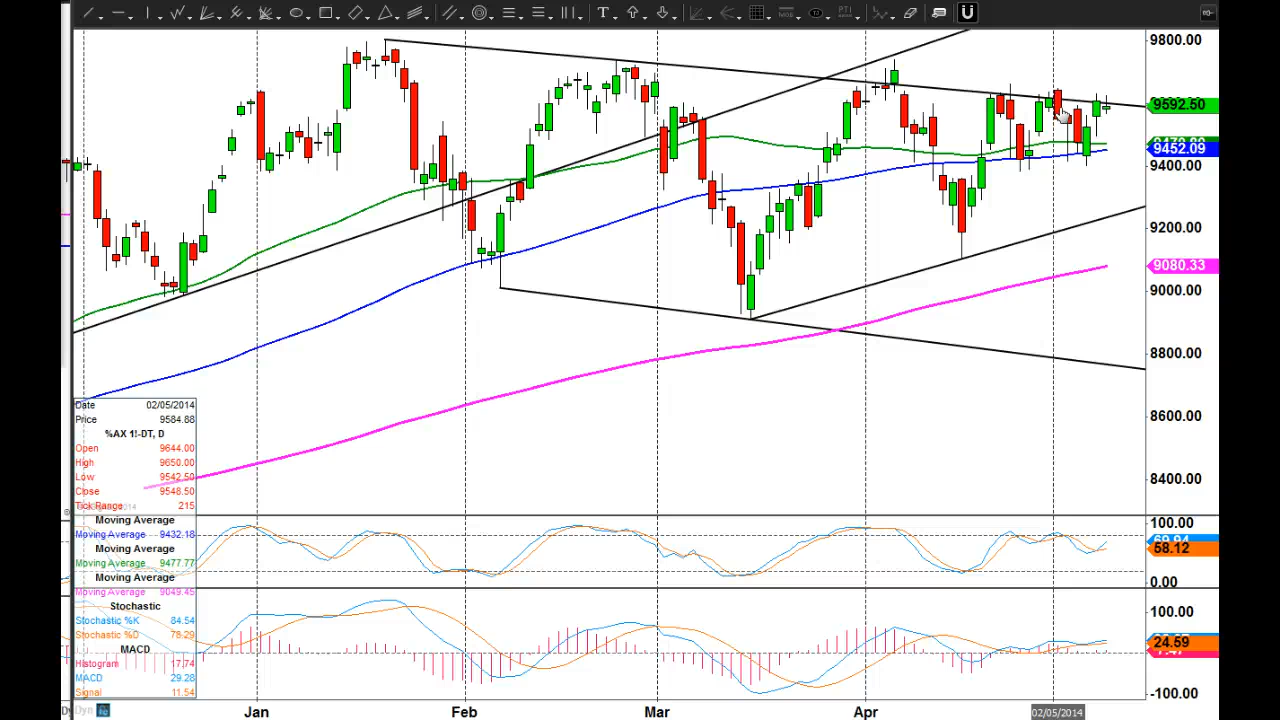 T
MOB
PTI
U
9800.00
9592.50
9452.09
9400.00
9200.00
9080.33
9000.00
8800.00
8600.00
8400.00
Date 02/05/2014
Price 9584.88
%AX 1!-DT, D
Open 9644.00
High 9650.00
Low 9542.50
Close 9548.50
Tick Range 215
Moving Average
Moving Average 9432.18
Moving Average
Moving Average 9477.77
Moving Average
Moving Average 9049.45
Stochastic
Stochastic %K 84.54
Stochastic %D 78.29
MACD
Histogram 17.74
MACD 29.28
Signal 11.54
100.00
58.12
0.00
100.00
24.59
-100.00
Dyn
Jan Feb Mar Apr 02/05/2014